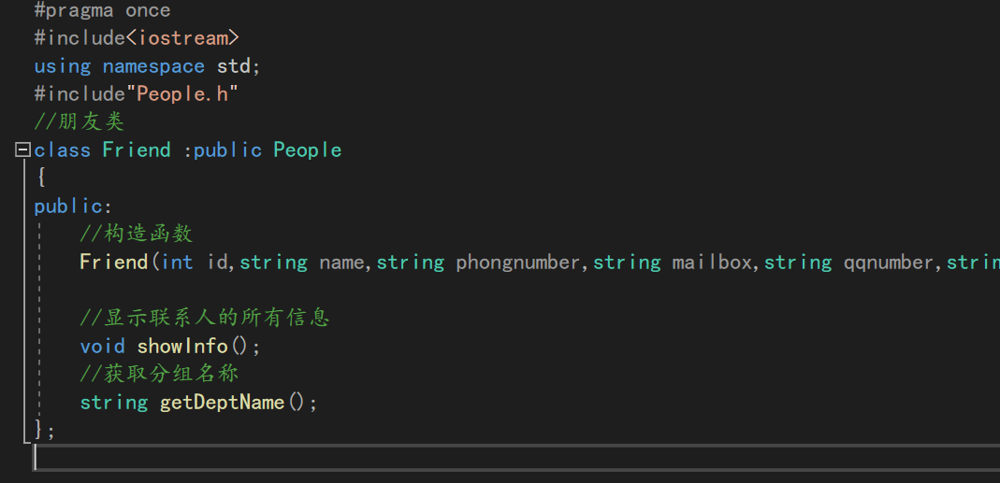 #pragma once
#include<iostream>
using namespace std;
#include"People.h"
//朋友类
class Friend :public People
{
public:
//构造函数
Friend(int id,string name,string phongnumber,string mailbox,string qqnumber,
//显示联系人的所有信息
void showInfo();
//获取分组名称
string getDeptName();
};